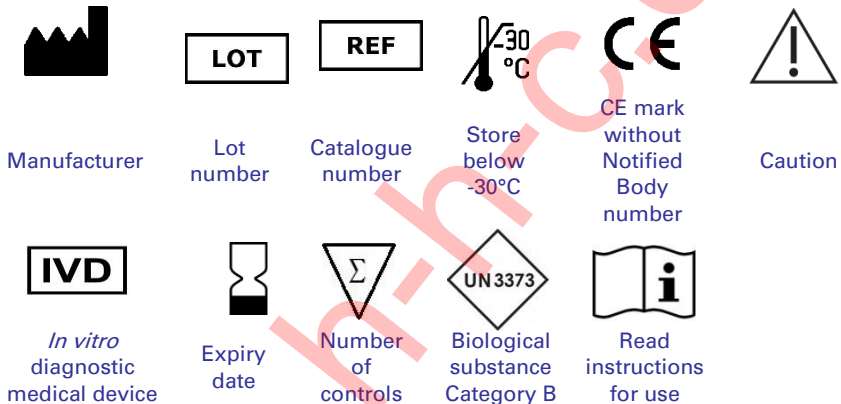 LOT
REF
-30
°C
CE
Manufacturer
Lot
number
Catalogue
number
Store
below
-30°C
CE mark
without
Notified
Body
number
Caution
IVD
Σ
UN 3373
i
In vitro
diagnostic
medical device
Expiry
date
Number
of
controls
Biological
substance
Category B
Read
instructions
for use
h-h-c.